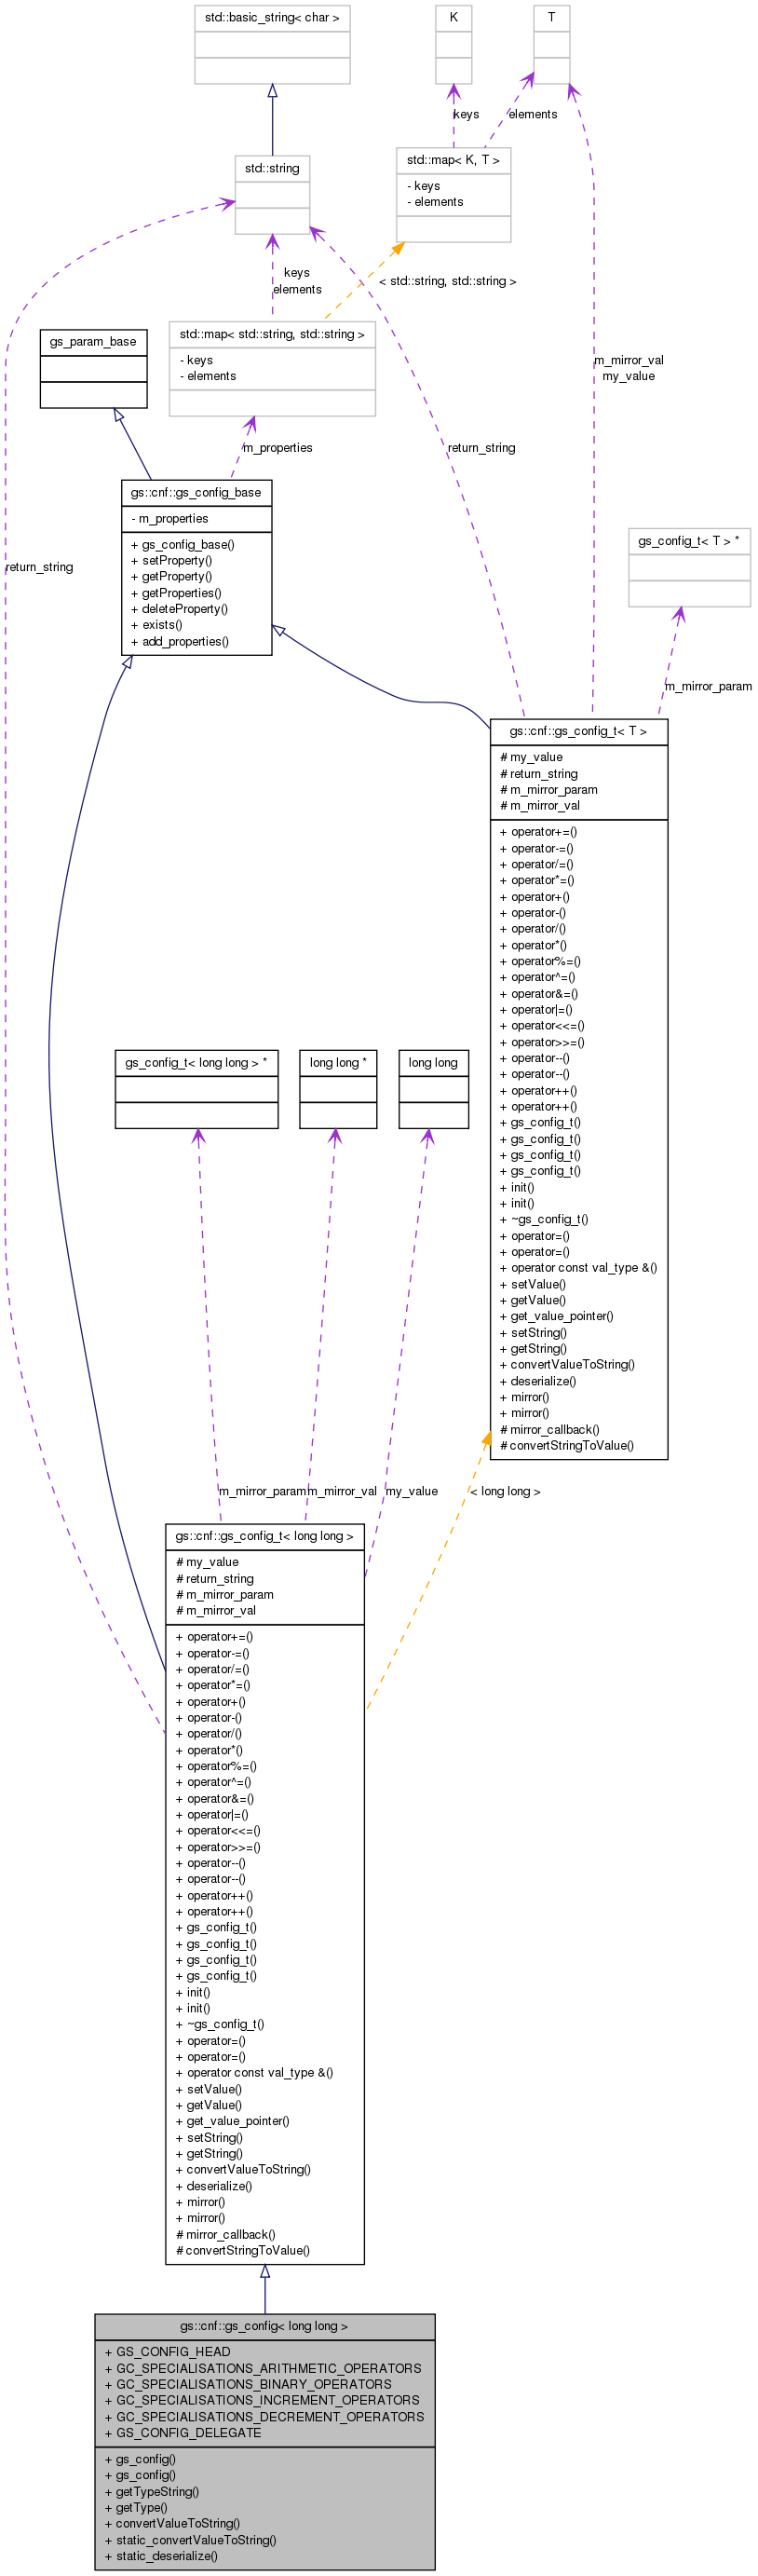 std::basic_string< char >
K
T
keys
elements
std::string
std::map< K, T >
- keys
- elements
keys
elements
< std::string, std::string >
gs_param_base
std::map< std::string, std::string >
- keys
- elements
m_mirror_val
my_value
m_properties
return_string
gs::cnf::gs_config_base
- m_properties
+ gs_config_base()
+ setProperty()
+ getProperty()
+ getProperties()
+ deleteProperty()
+ exists()
+ add_properties()
gs_config_t< T > *
return_string
m_mirror_param
gs::cnf::gs_config_t< T >
# my_value
# return_string
# m_mirror_param
# m_mirror_val
+ operator+=()
+ operator-=()
+ operator/=()
+ operator*=()
+ operator+()
+ operator-()
+ operator/()
+ operator*()
+ operator%=()
+ operator^=()
+ operator&=()
+ operator|=()
+ operator<<=()
+ operator>>=()
+ operator--()
+ operator--()
+ operator++()
+ operator++()
+ gs_config_t()
+ gs_config_t()
+ gs_config_t()
+ gs_config_t()
+ init()
+ init()
+ ~gs_config_t()
+ operator=()
+ operator=()
+ operator const val_type &()
+ setValue()
+ getValue()
+ get_value_pointer()
+ setString()
+ getString()
+ convertValueToString()
+ deserialize()
+ mirror()
+ mirror()
# mirror_callback()
# convertStringToValue()
gs_config_t< long long > *
long long *
long long
m_mirror_param
m_mirror_val
my_value
< long long >
gs::cnf::gs_config_t< long long >
# my_value
# return_string
# m_mirror_param
# m_mirror_val
+ operator+=()
+ operator-=()
+ operator/=()
+ operator*=()
+ operator+()
+ operator-()
+ operator/()
+ operator*()
+ operator%=()
+ operator^=()
+ operator&=()
+ operator|=()
+ operator<<=()
+ operator>>=()
+ operator--()
+ operator--()
+ operator++()
+ operator++()
+ gs_config_t()
+ gs_config_t()
+ gs_config_t()
+ gs_config_t()
+ init()
+ init()
+ ~gs_config_t()
+ operator=()
+ operator=()
+ operator const val_type &()
+ setValue()
+ getValue()
+ get_value_pointer()
+ setString()
+ getString()
+ convertValueToString()
+ deserialize()
+ mirror()
+ mirror()
# mirror_callback()
# convertStringToValue()
gs::cnf::gs_config< long long >
+ GS_CONFIG_HEAD
+ GC_SPECIALISATIONS_ARITHMETIC_OPERATORS
+ GC_SPECIALISATIONS_BINARY_OPERATORS
+ GC_SPECIALISATIONS_INCREMENT_OPERATORS
+ GC_SPECIALISATIONS_DECREMENT_OPERATORS
+ GS_CONFIG_DELEGATE
+ gs_config()
+ gs_config()
+ getTypeString()
+ getType()
+ convertValueToString()
+ static_convertValueToString()
+ static_deserialize()